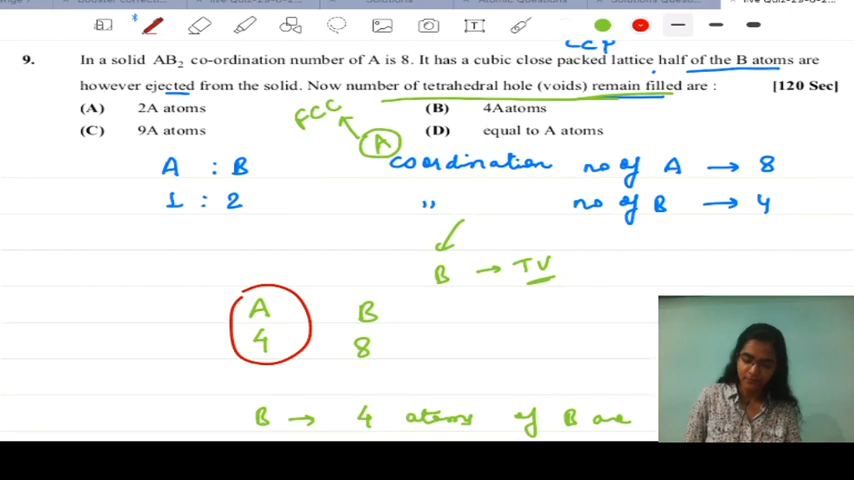 CCP
9. In a solid AB₂ co-ordination number of A is 8. It has a cubic close packed lattice half of the B atoms are
however ejected from the solid. Now number of tetrahedral hole (voids) remain filled are : [120 Sec]
(A) 2A atoms (B) 4Aatoms
(C) 9A atoms (D) equal to A atoms
FCC
A
A : B coordination no of A → 8
1 : 2 ,, no of B → 4
B → TV
A B
4 8
B → 4 atoms of B are